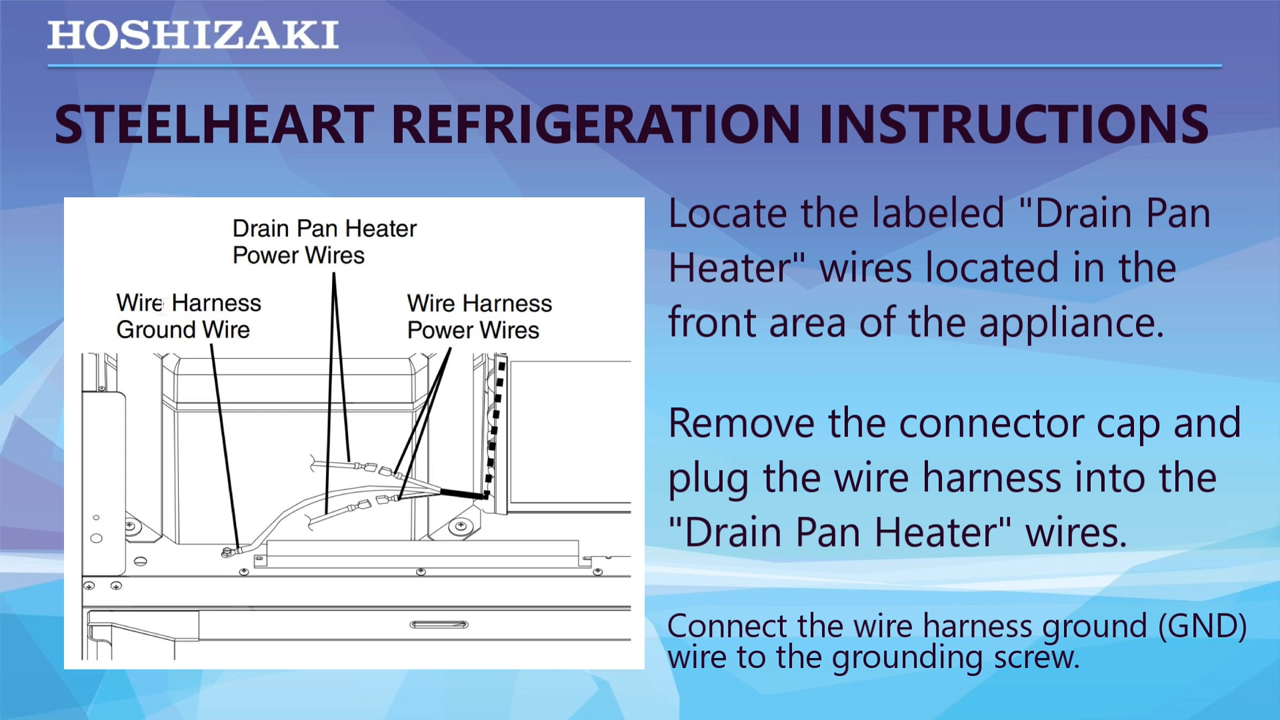 HOSHIZAKI
STEELHEART REFRIGERATION INSTRUCTIONS
Drain Pan Heater
Power Wires
Wire Harness
Ground Wire
Wire Harness
Power Wires
Locate the labeled "Drain Pan
Heater" wires located in the
front area of the appliance.
Remove the connector cap and
plug the wire harness into the
"Drain Pan Heater" wires.
Connect the wire harness ground (GND)
wire to the grounding screw.